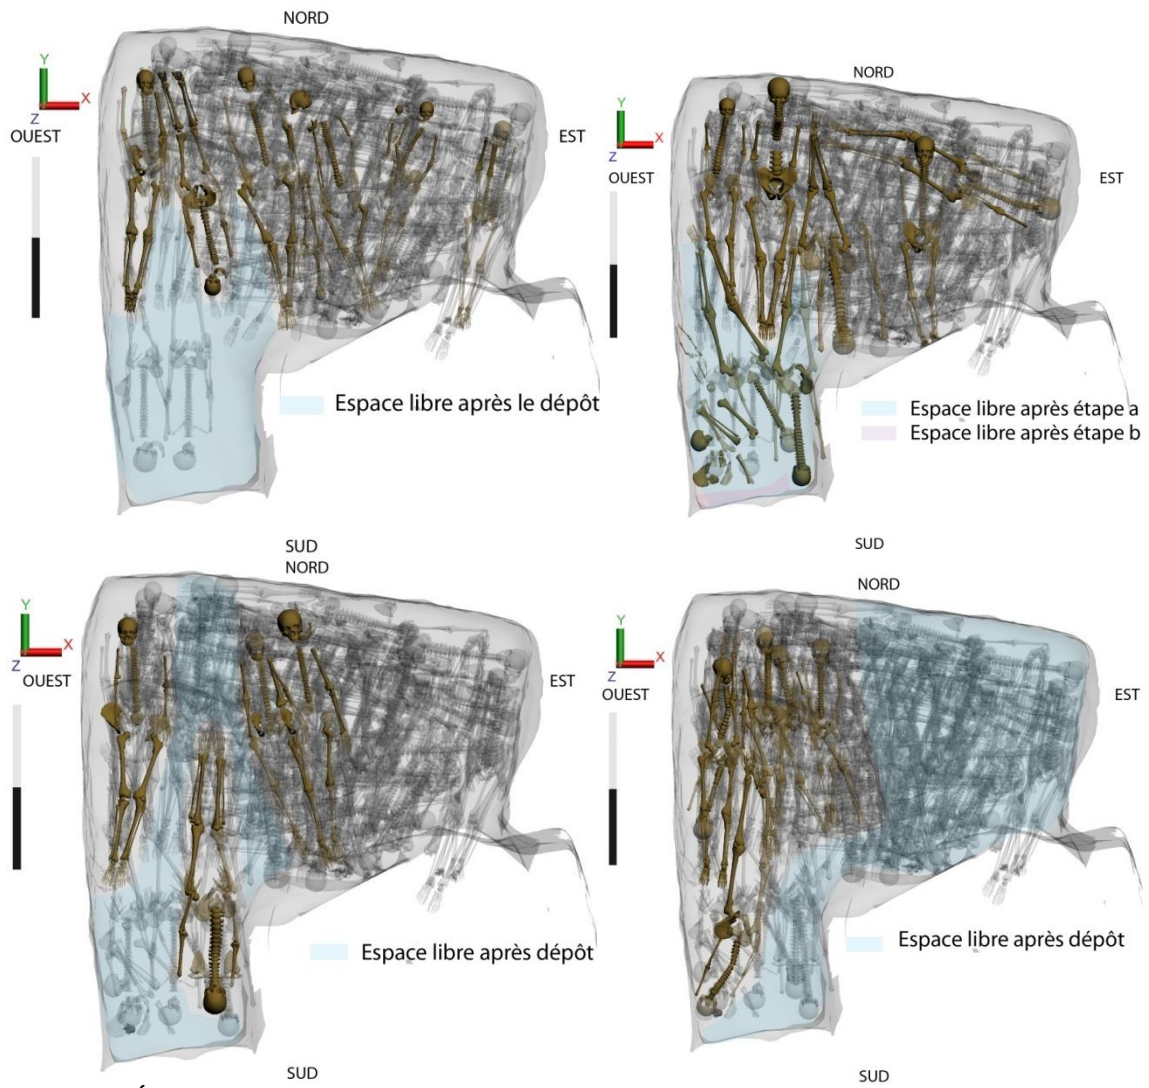 NORD
Y
X
Z
OUEST
EST
Espace libre après le dépôt
SUD
NORD
Y
X
Z
OUEST
EST
Espace libre après étape a
Espace libre après étape b
SUD
NORD
Y
X
Z
OUEST
EST
Espace libre après dépôt
SUD
NORD
Y
X
Z
OUEST
EST
Espace libre après dépôt
SUD